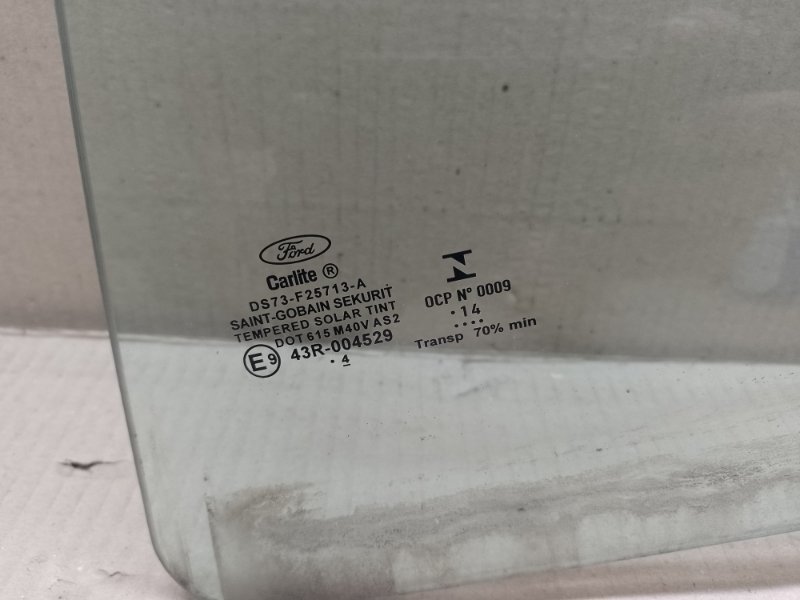 Ford
Carlite ®
DS73-F25713-A
SAINT-GOBAIN SEKURIT
TEMPERED SOLAR TINT
DOT 615 M40V AS2
E9 43R-004529
. 4
OCP Nº 0009
.14
....
Transp 70% min